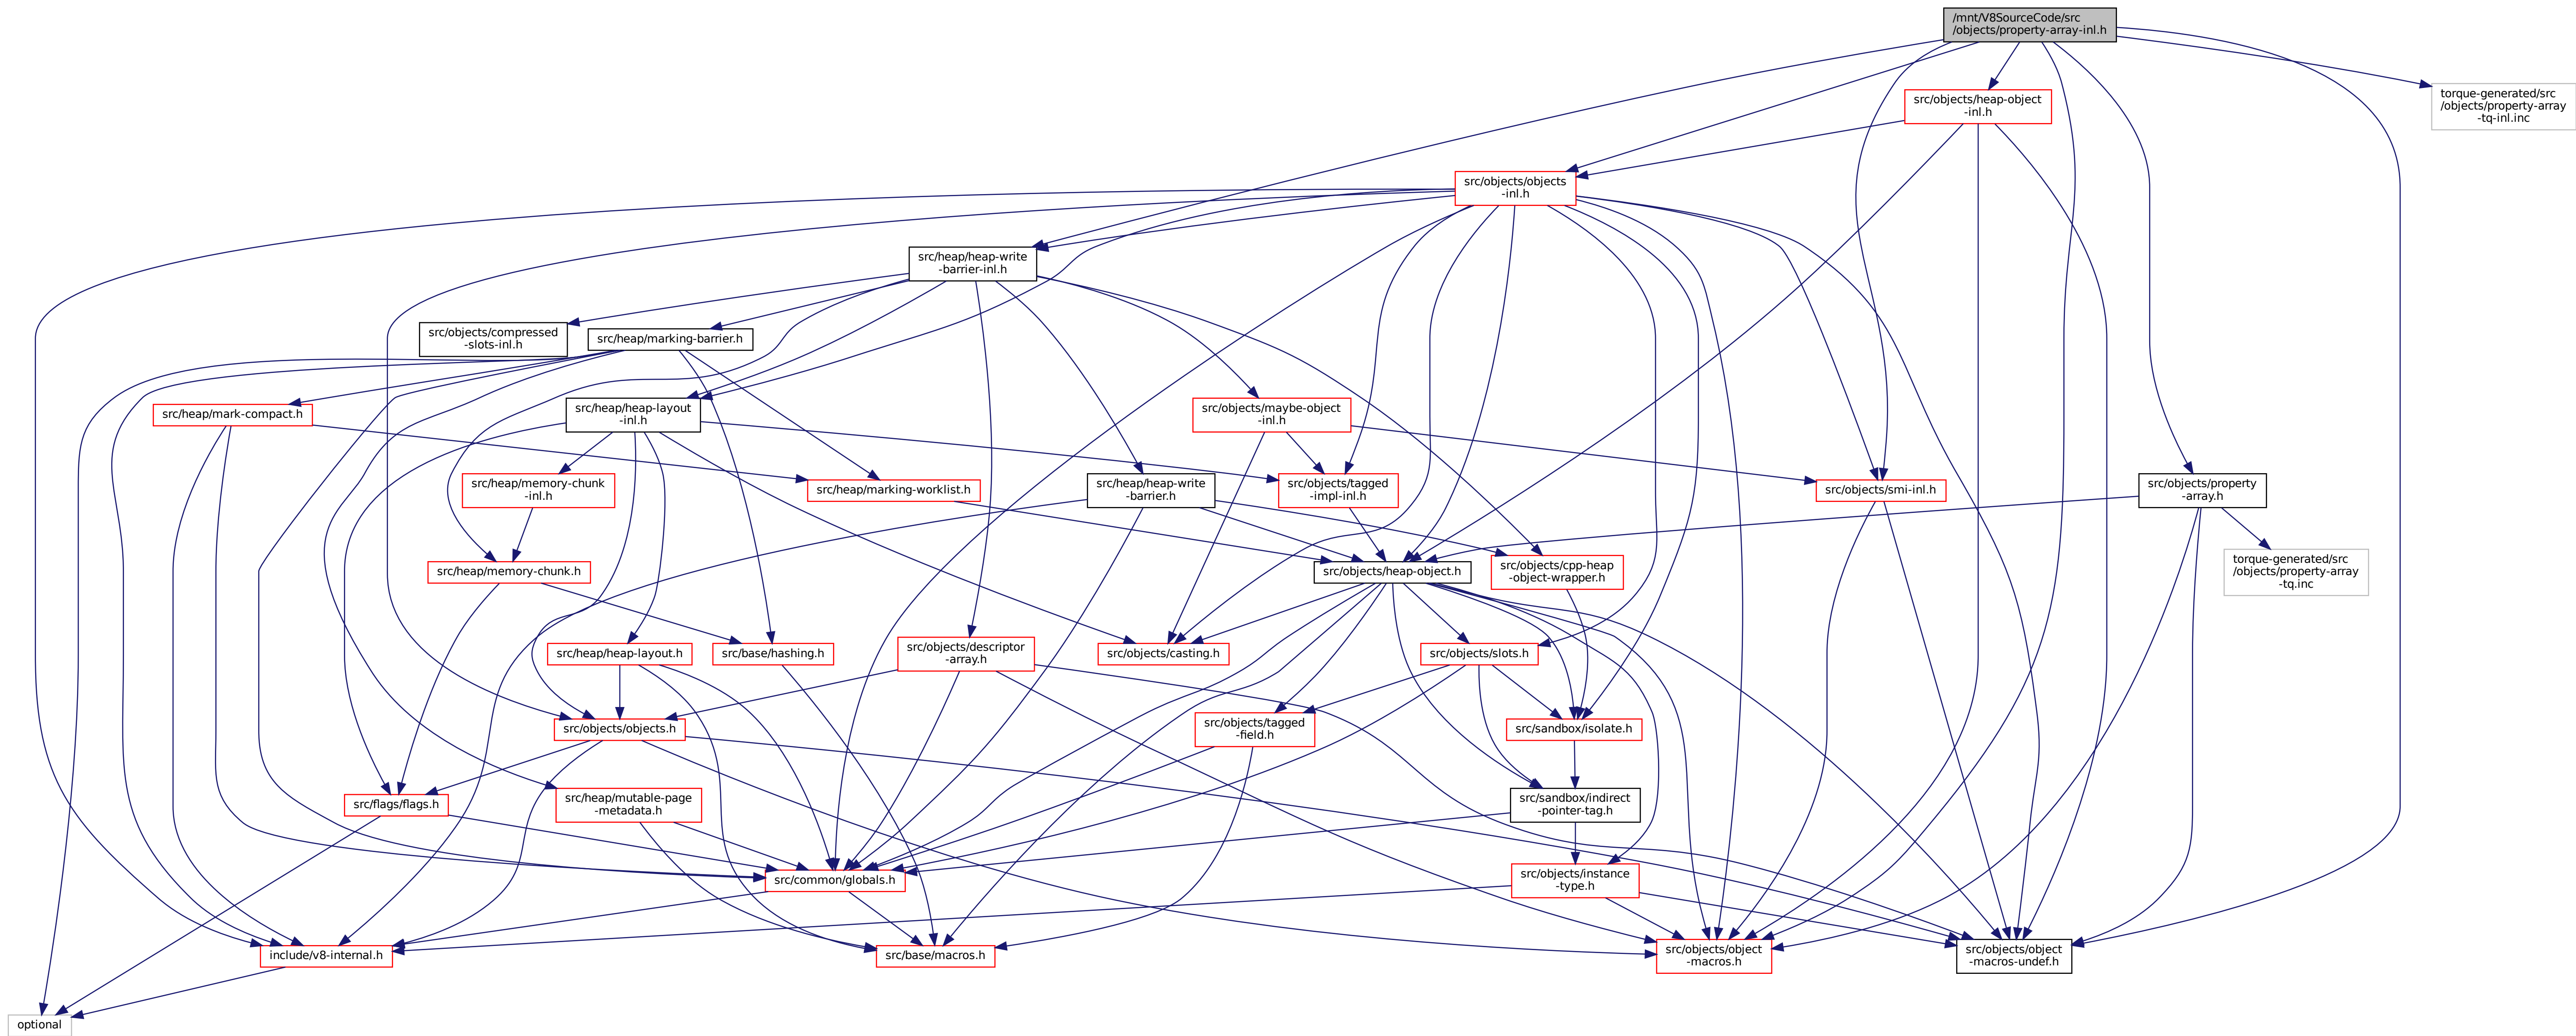 /mnt/V8SourceCode/src
/objects/property-array-inl.h
torque-generated/src
/objects/property-array
-tq-inl.inc
src/objects/heap-object
-inl.h
src/objects/objects
-inl.h
src/heap/heap-write
-barrier-inl.h
src/objects/compressed
-slots-inl.h
src/heap/marking-barrier.h
src/heap/mark-compact.h
src/heap/heap-layout
-inl.h
src/objects/maybe-object
-inl.h
src/heap/memory-chunk
-inl.h
src/heap/marking-worklist.h
src/heap/heap-write
-barrier.h
src/objects/tagged
-impl-inl.h
src/objects/smi-inl.h
src/objects/property
-array.h
src/heap/memory-chunk.h
src/objects/heap-object.h
src/objects/cpp-heap
-object-wrapper.h
torque-generated/src
/objects/property-array
-tq.inc
src/heap/heap-layout.h
src/base/hashing.h
src/objects/descriptor
-array.h
src/objects/casting.h
src/objects/slots.h
src/objects/objects.h
src/objects/tagged
-field.h
src/sandbox/isolate.h
src/flags/flags.h
src/heap/mutable-page
-metadata.h
src/sandbox/indirect
-pointer-tag.h
src/common/globals.h
src/objects/instance
-type.h
include/v8-internal.h
src/base/macros.h
src/objects/object
-macros.h
src/objects/object
-macros-undef.h
optional